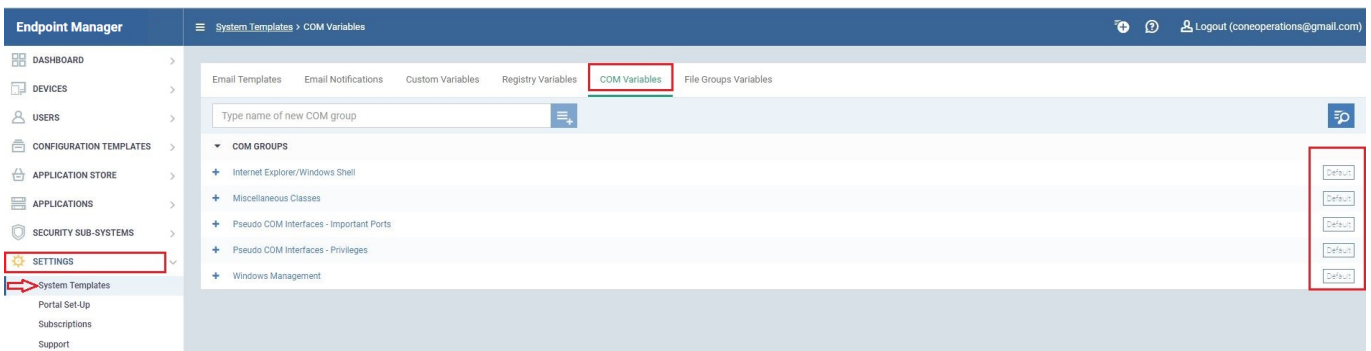 Endpoint Manager
System Templates > COM Variables
Logout (coneoperations@gmail.com)
DASHBOARD
DEVICES
USERS
CONFIGURATION TEMPLATES
APPLICATION STORE
APPLICATIONS
SECURITY SUB-SYSTEMS
SETTINGS
System Templates
Portal Set-Up
Subscriptions
Support
Email Templates Email Notifications Custom Variables Registry Variables COM Variables File Groups Variables
Type name of new COM group
COM GROUPS
Internet Explorer/Windows Shell Default
Miscellaneous Classes Default
Pseudo COM Interfaces - Important Ports Default
Pseudo COM Interfaces - Privileges Default
Windows Management Default